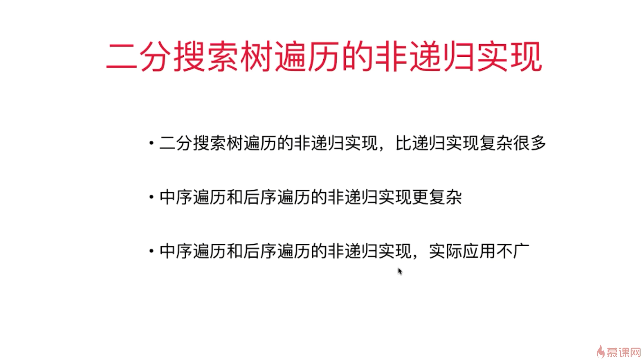 二分搜索树遍历的非递归实现
• 二分搜索树遍历的非递归实现，比递归实现复杂很多
• 中序遍历和后序遍历的非递归实现更复杂
• 中序遍历和后序遍历的非递归实现，实际应用不广
慕课网